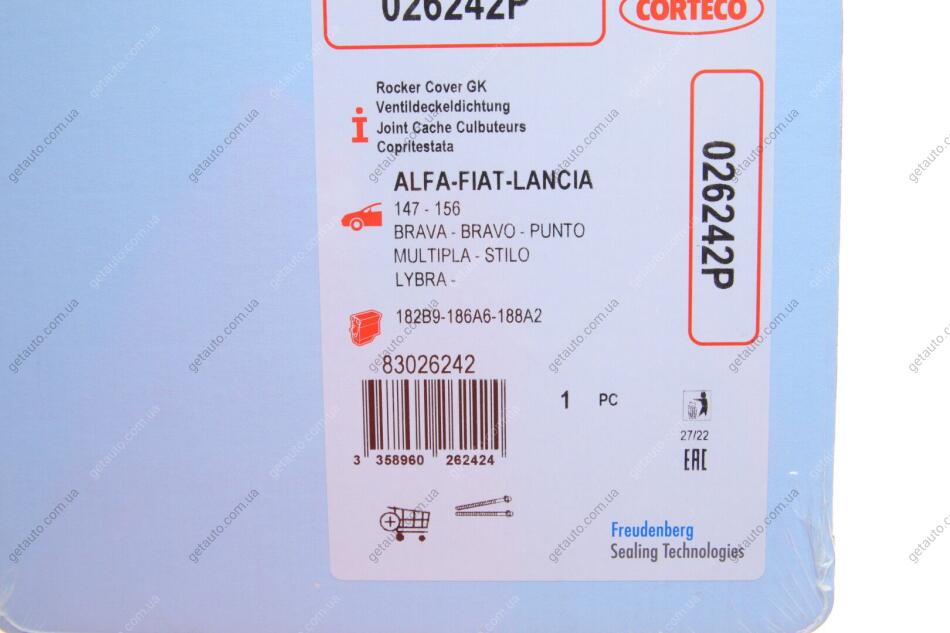 026242P
CORTECO
Rocker Cover GK
Ventildeckeldichtung
Joint Cache Culbuteurs
Copritestata
ALFA-FIAT-LANCIA
147 - 156
BRAVA - BRAVO - PUNTO
MULTIPLA - STILO
LYBRA -
182B9-186A6-188A2
026242P
83026242
3 358960 262424
1 PC
27/22
EAC
Freudenberg
Sealing Technologies
getauto.com.ua